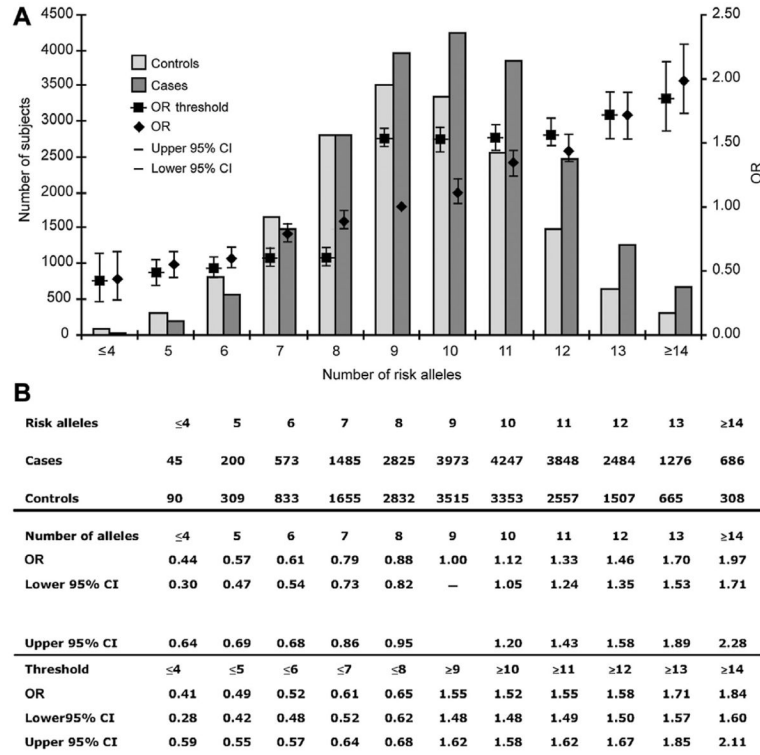 A
4500
4000
3500
3000
2500
2000
1500
1000
500
0
Number of subjects
Controls
Cases
OR threshold
OR
Upper 95% CI
Lower 95% CI
2.50
2.00
1.50
1.00
0.50
0.00
OR
≤4 5 6 7 8 9 10 11 12 13 ≥14
Number of risk alleles
B
Risk alleles ≤4 5 6 7 8 9 10 11 12 13 ≥14
Cases 45 200 573 1485 2825 3973 4247 3848 2484 1276 686
Controls 90 309 833 1655 2832 3515 3353 2557 1507 665 308
Number of alleles ≤4 5 6 7 8 9 10 11 12 13 ≥14
OR 0.44 0.57 0.61 0.79 0.88 1.00 1.12 1.33 1.46 1.70 1.97
Lower 95% CI 0.30 0.47 0.54 0.73 0.82 – 1.05 1.24 1.35 1.53 1.71
Upper 95% CI 0.64 0.69 0.68 0.86 0.95 1.20 1.43 1.58 1.89 2.28
Threshold ≤4 ≤5 ≤6 ≤7 ≤8 ≥9 ≥10 ≥11 ≥12 ≥13 ≥14
OR 0.41 0.49 0.52 0.61 0.65 1.55 1.52 1.55 1.58 1.71 1.84
Lower95% CI 0.28 0.42 0.48 0.52 0.62 1.48 1.48 1.49 1.50 1.57 1.60
Upper 95% CI 0.59 0.55 0.57 0.64 0.68 1.62 1.58 1.62 1.67 1.85 2.11